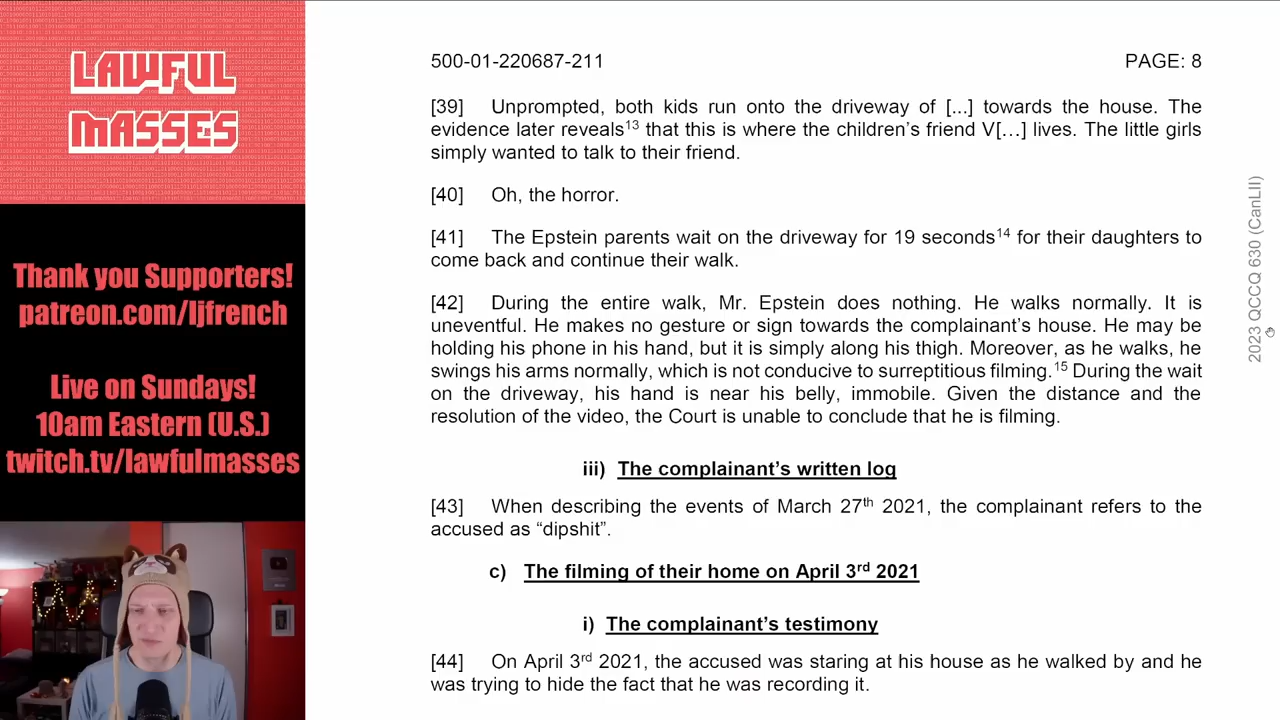 LAWFUL
MASSES
Thank you Supporters!
patreon.com/ljfrench
Live on Sundays!
10am Eastern (U.S.)
twitch.tv/lawfulmasses
500-01-220687-211 PAGE: 8
[39] Unprompted, both kids run onto the driveway of [...] towards the house. The
evidence later reveals¹³ that this is where the children’s friend V[…] lives. The little girls
simply wanted to talk to their friend.
[40] Oh, the horror.
[41] The Epstein parents wait on the driveway for 19 seconds¹⁴ for their daughters to
come back and continue their walk.
[42] During the entire walk, Mr. Epstein does nothing. He walks normally. It is
uneventful. He makes no gesture or sign towards the complainant’s house. He may be
holding his phone in his hand, but it is simply along his thigh. Moreover, as he walks, he
swings his arms normally, which is not conducive to surreptitious filming.¹⁵ During the wait
on the driveway, his hand is near his belly, immobile. Given the distance and the
resolution of the video, the Court is unable to conclude that he is filming.
iii) The complainant’s written log
[43] When describing the events of March 27th 2021, the complainant refers to the
accused as “dipshit”.
c) The filming of their home on April 3rd 2021
i) The complainant’s testimony
[44] On April 3rd 2021, the accused was staring at his house as he walked by and he
was trying to hide the fact that he was recording it.
2023 QCCQ 630 (CanLII)